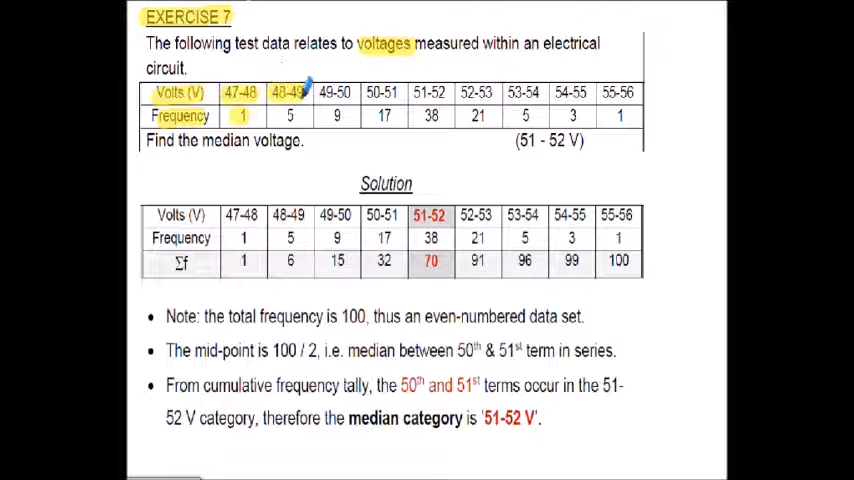 EXERCISE 7
The following test data relates to voltages measured within an electrical
circuit.
Volts (V) 47-48 48-49 49-50 50-51 51-52 52-53 53-54 54-55 55-56
Frequency 1 5 9 17 38 21 5 3 1
Find the median voltage. (51 - 52 V)
Solution
Volts (V) 47-48 48-49 49-50 50-51 51-52 52-53 53-54 54-55 55-56
Frequency 1 5 9 17 38 21 5 3 1
Σf 1 6 15 32 70 91 96 99 100
• Note: the total frequency is 100, thus an even-numbered data set.
• The mid-point is 100 / 2, i.e. median between 50th & 51st term in series.
• From cumulative frequency tally, the 50th and 51st terms occur in the 51-
52 V category, therefore the median category is '51-52 V'.